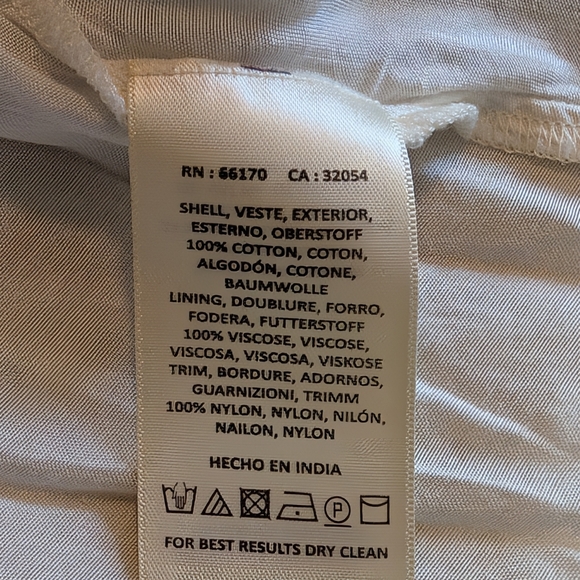 RN : 66170 CA : 32054
SHELL, VESTE, EXTERIOR,
ESTERNO, OBERSTOFF
100% COTTON, COTON,
ALGODÓN, COTONE,
BAUMWOLLE
LINING, DOUBLURE, FORRO,
FODERA, FUTTERSTOFF
100% VISCOSE, VISCOSE,
VISCOSA, VISCOSA, VISKOSE
TRIM, BORDURE, ADORNOS,
GUARNIZIONI, TRIMM
100% NYLON, NYLON, NILÓN,
NAILON, NYLON
HECHO EN INDIA
P
FOR BEST RESULTS DRY CLEAN